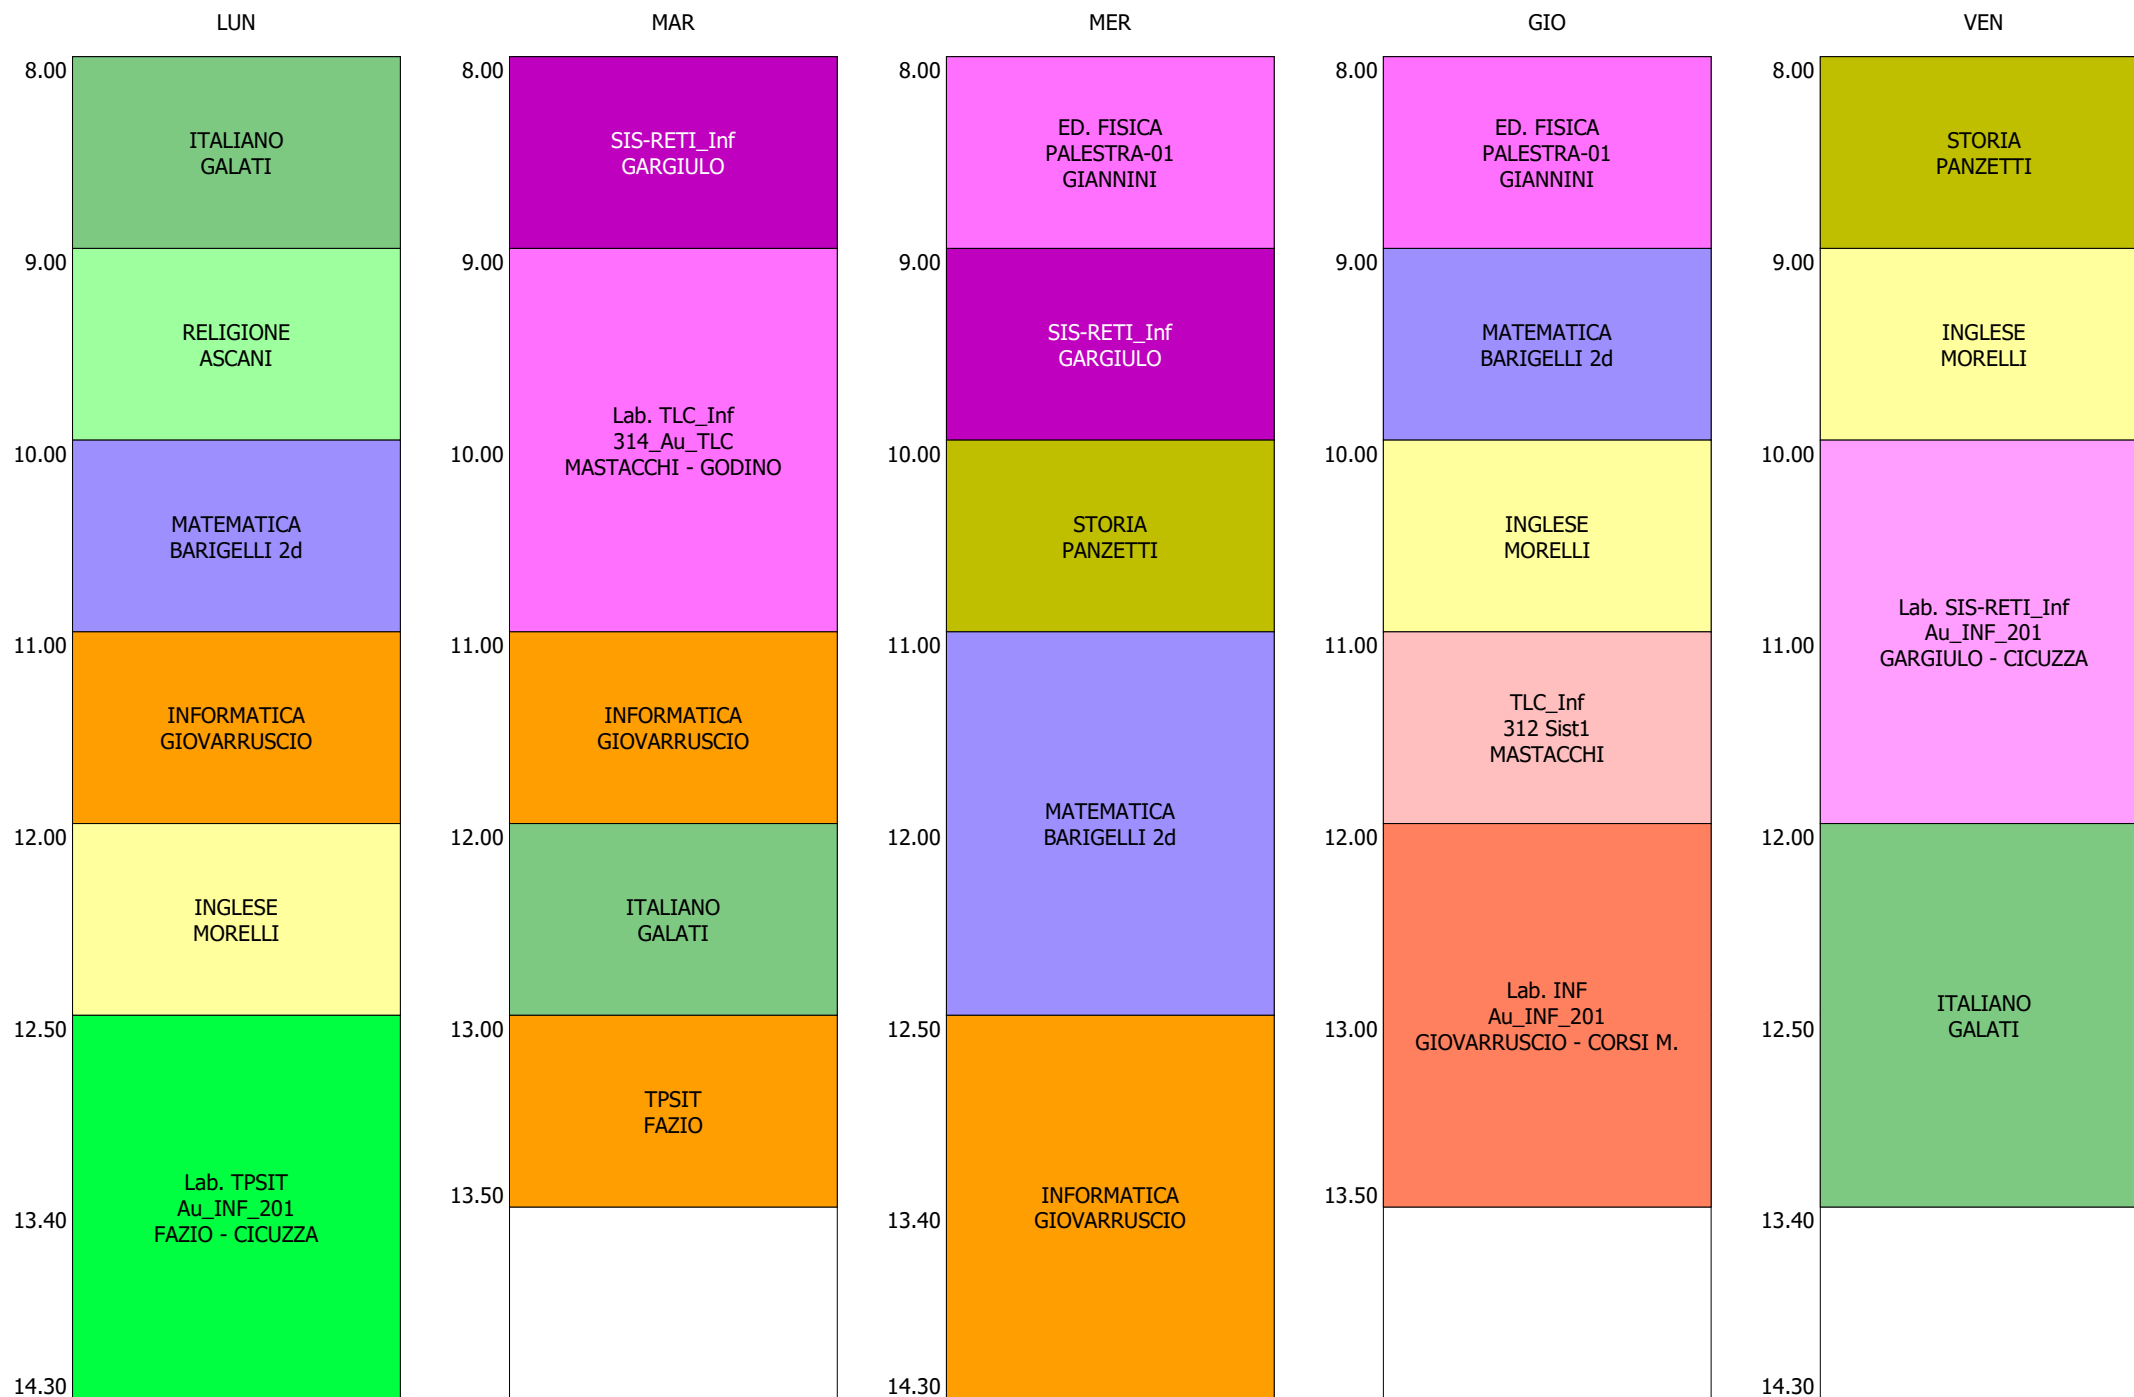 LUN
8.00
ITALIANO
GALATI
9.00
RELIGIONE
ASCANI
10.00
MATEMATICA
BARIGELLI 2d
11.00
INFORMATICA
GIOVARRUSCIO
12.00
INGLESE
MORELLI
12.50
Lab. TPSIT
Au_INF_201
FAZIO - CICUZZA
13.40
14.30
MAR
8.00
SIS-RETI_Inf
GARGIULO
9.00
Lab. TLC_Inf
314_Au_TLC
MASTACCHI - GODINO
10.00
11.00
INFORMATICA
GIOVARRUSCIO
12.00
ITALIANO
GALATI
13.00
TPSIT
FAZIO
13.50
MER
8.00
ED. FISICA
PALESTRA-01
GIANNINI
9.00
SIS-RETI_Inf
GARGIULO
10.00
STORIA
PANZETTI
11.00
MATEMATICA
BARIGELLI 2d
12.00
12.50
INFORMATICA
GIOVARRUSCIO
13.40
14.30
GIO
8.00
ED. FISICA
PALESTRA-01
GIANNINI
9.00
MATEMATICA
BARIGELLI 2d
10.00
INGLESE
MORELLI
11.00
TLC_Inf
312 Sist1
MASTACCHI
12.00
Lab. INF
Au_INF_201
GIOVARRUSCIO - CORSI M.
13.00
13.50
VEN
8.00
STORIA
PANZETTI
9.00
INGLESE
MORELLI
10.00
Lab. SIS-RETI_Inf
Au_INF_201
GARGIULO - CICUZZA
11.00
12.00
ITALIANO
GALATI
12.50
13.40
14.30